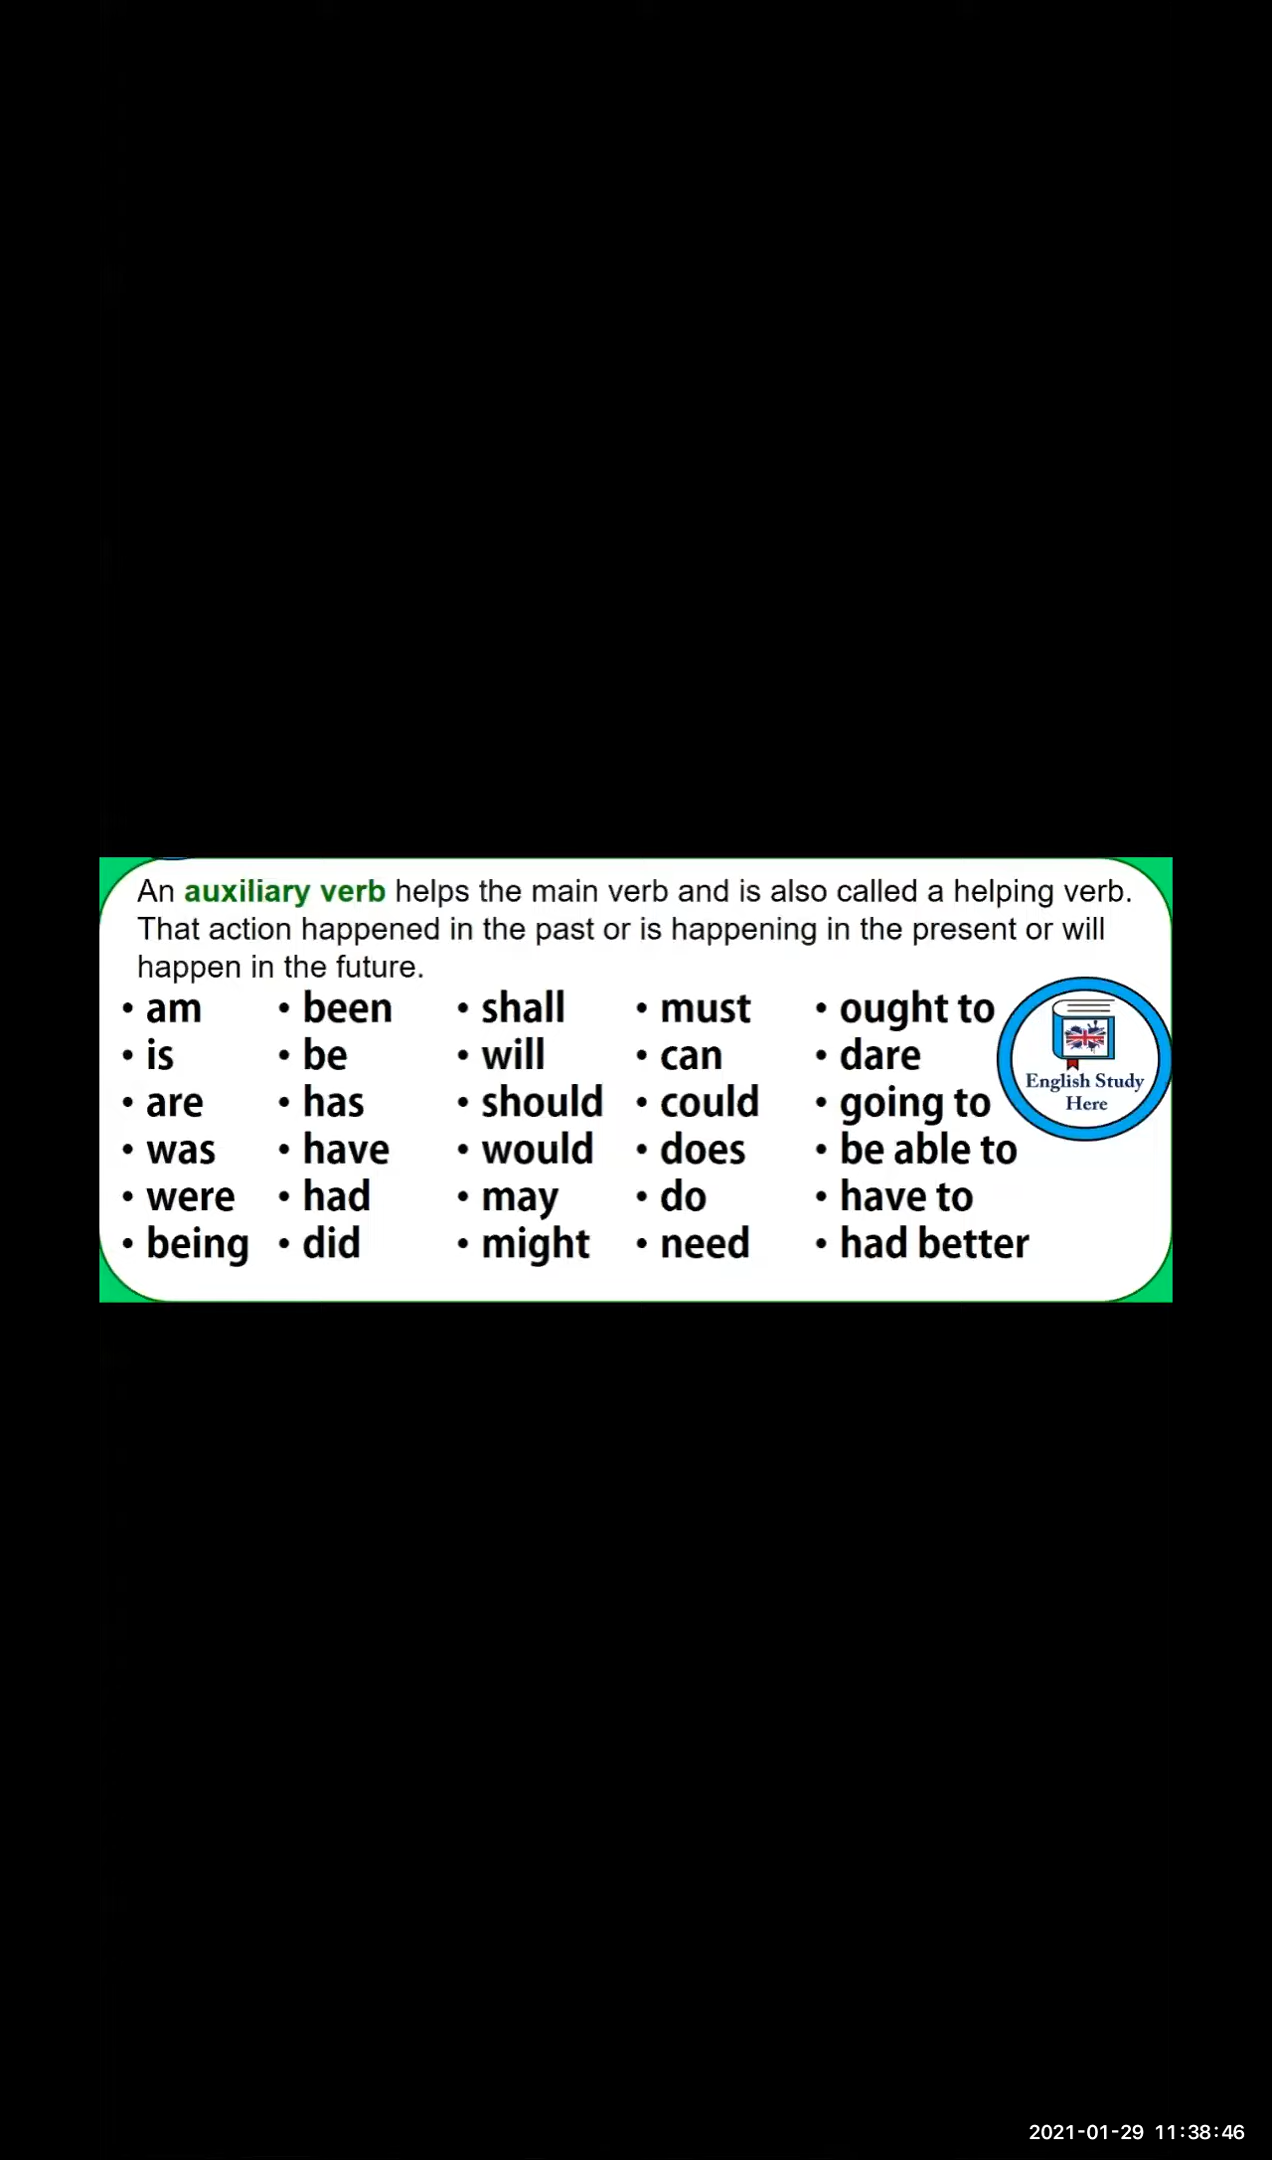 An auxiliary verb helps the main verb and is also called a helping verb.
That action happened in the past or is happening in the present or will
happen in the future.
• am • been • shall • must • ought to
• is • be • will • can • dare
• are • has • should • could • going to
• was • have • would • does • be able to
• were • had • may • do • have to
• being • did • might • need • had better
English Study
Here
2021-01-29 11:38:46